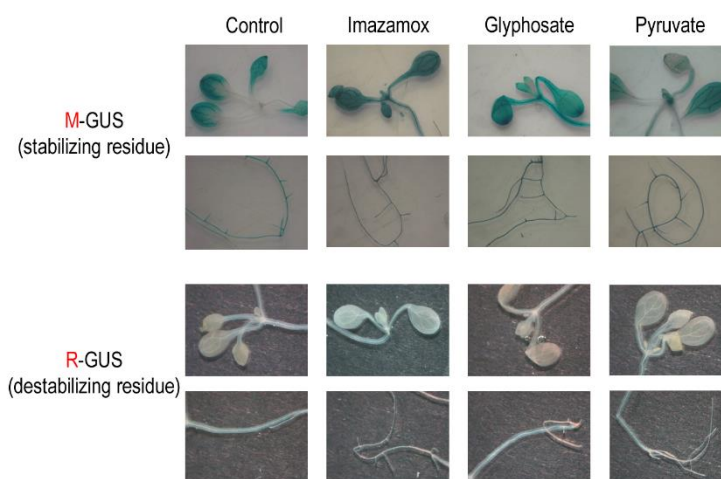 Control Imazamox Glyphosate Pyruvate
M-GUS
(stabilizing residue)
R-GUS
(destabilizing residue)